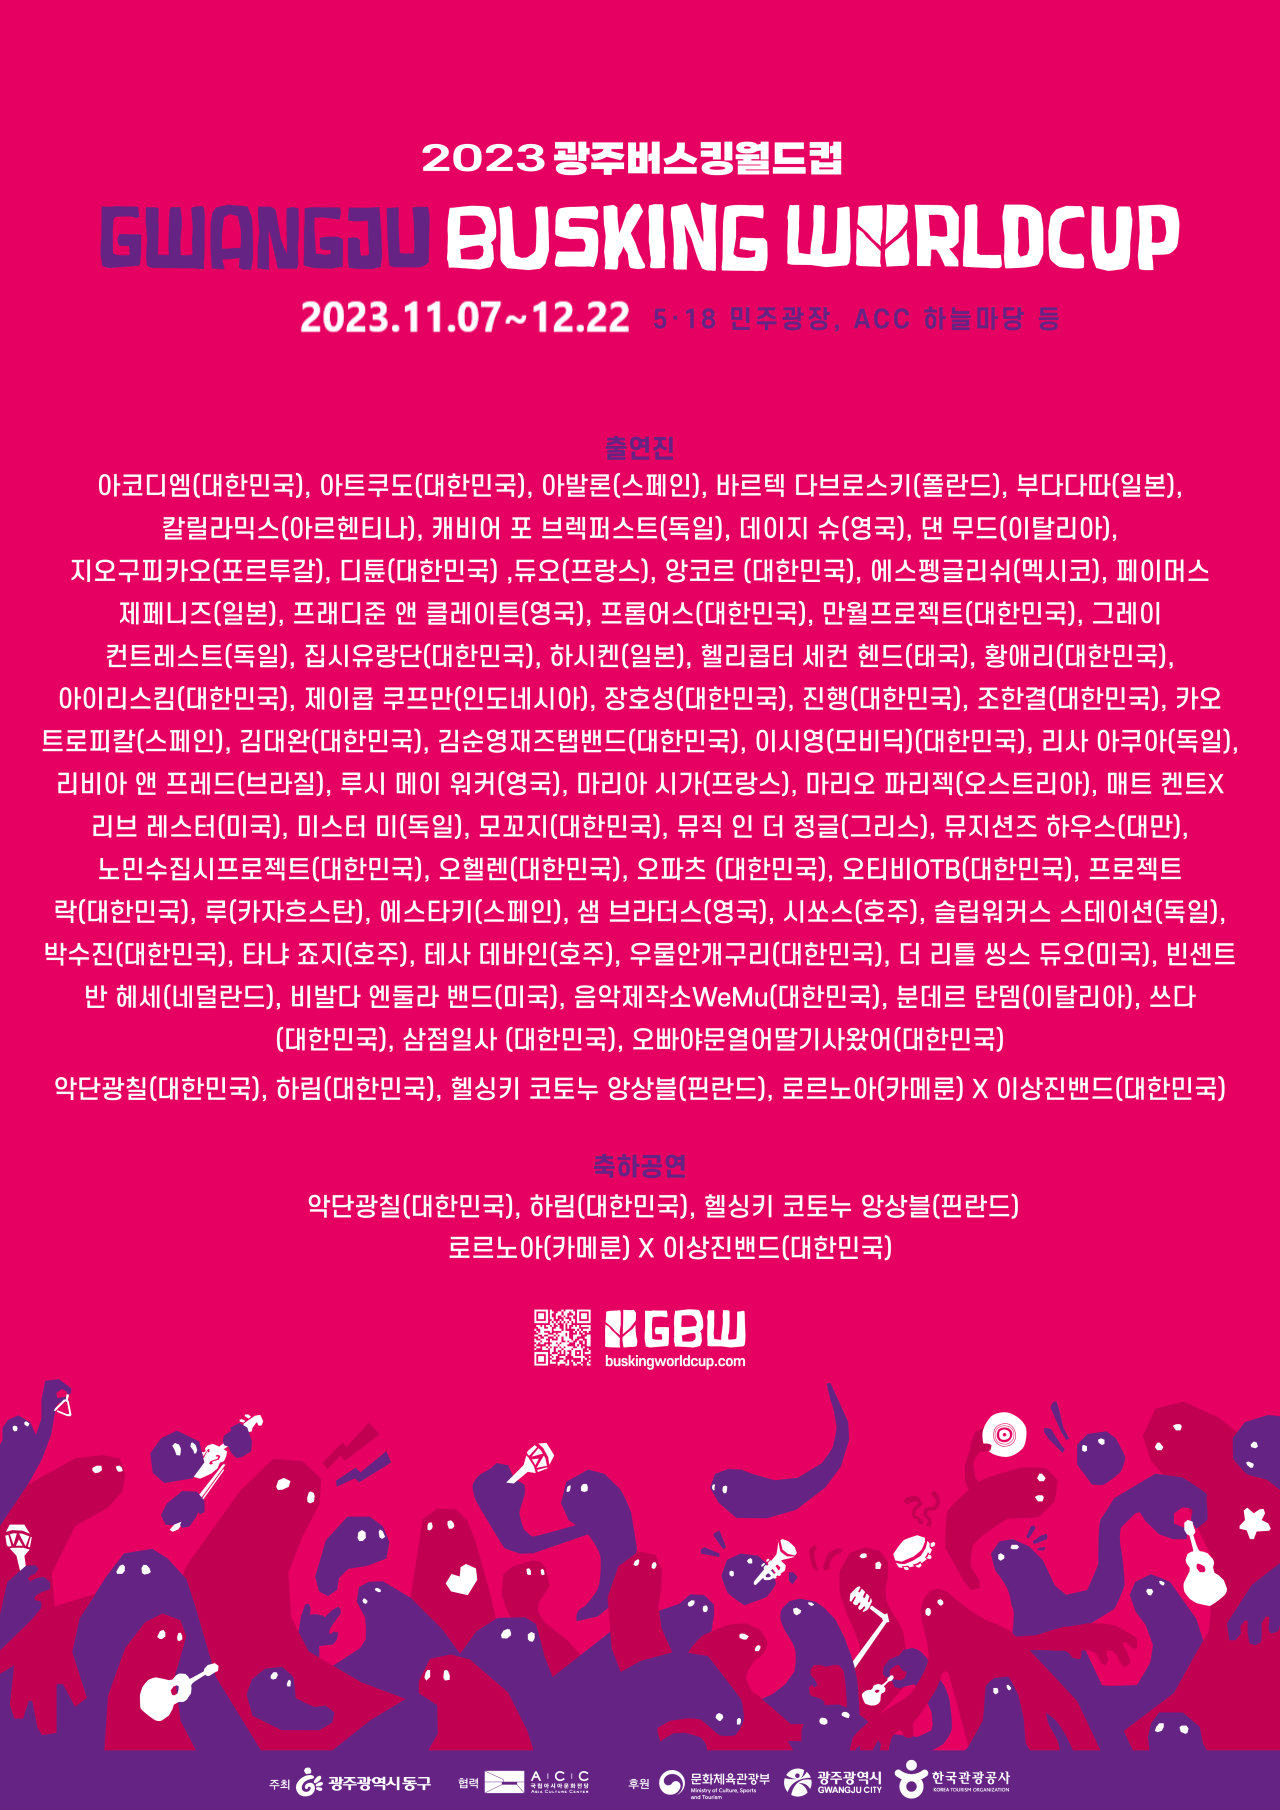 2023 광주버스킹월드컵
GWANGJU BUSKING WORLDCUP
2023.11.07~12.22 5·18 민주광장, ACC 하늘마당 등
출연진
아코디엠(대한민국), 아트쿠도(대한민국), 아발론(스페인), 바르텍 다브로스키(폴란드), 부다다따(일본),
칼릴라믹스(아르헨티나), 캐비어 포 브렉퍼스트(독일), 데이지 슈(영국), 댄 무드(이탈리아),
지오구피카오(포르투갈), 디튠(대한민국) ,듀오(프랑스), 앙코르 (대한민국), 에스펭글리쉬(멕시코), 페이머스
제페니즈(일본), 프래디준 앤 클레이튼(영국), 프롬어스(대한민국), 만월프로젝트(대한민국), 그레이
컨트레스트(독일), 집시유랑단(대한민국), 하시켄(일본), 헬리콥터 세컨 헨드(태국), 황애리(대한민국),
아이리스킴(대한민국), 제이콥 쿠프만(인도네시아), 장호성(대한민국), 진행(대한민국), 조한결(대한민국), 카오
트로피칼(스페인), 김대완(대한민국), 김순영재즈탭밴드(대한민국), 이시영(모비딕)(대한민국), 리사 아쿠아(독일),
리비아 앤 프레드(브라질), 루시 메이 워커(영국), 마리아 시가(프랑스), 마리오 파리젝(오스트리아), 매트 켄트X
리브 레스터(미국), 미스터 미(독일), 모꼬지(대한민국), 뮤직 인 더 정글(그리스), 뮤지션즈 하우스(대만),
노민수집시프로젝트(대한민국), 오헬렌(대한민국), 오파츠 (대한민국), 오티비OTB(대한민국), 프로젝트
락(대한민국), 루(카자흐스탄), 에스타키(스페인), 샘 브라더스(영국), 시쏘스(호주), 슬립워커스 스테이션(독일),
박수진(대한민국), 타냐 죠지(호주), 테사 데바인(호주), 우물안개구리(대한민국), 더 리틀 씽스 듀오(미국), 빈센트
반 헤세(네덜란드), 비발다 엔둘라 밴드(미국), 음악제작소WeMu(대한민국), 분데르 탄뎀(이탈리아), 쓰다
(대한민국), 삼점일사 (대한민국), 오빠야문열어딸기사왔어(대한민국)
악단광칠(대한민국), 하림(대한민국), 헬싱키 코토누 앙상블(핀란드), 로르노아(카메룬) X 이상진밴드(대한민국)
축하공연
악단광칠(대한민국), 하림(대한민국), 헬싱키 코토누 앙상블(핀란드)
로르노아(카메룬) X 이상진밴드(대한민국)
GBW
buskingworldcup.com
주최 광주광역시 동구 협력 ACC 국립아시아문화전당 ASIA CULTURE CENTER 후원 문화체육관광부 Ministry of Culture, Sports and Tourism 광주광역시 GWANGJU CITY 한국관광공사 KOREA TOURISM ORGANIZATION